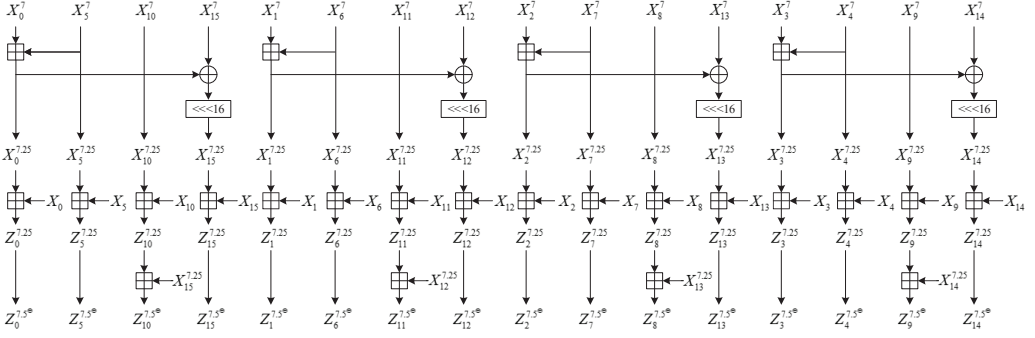 X_0^7 X_5^7 X_10^7 X_15^7 X_1^7 X_6^7 X_11^7 X_12^7 X_2^7 X_7^7 X_8^7 X_13^7 X_3^7 X_4^7 X_9^7 X_14^7
<<<16 <<<16 <<<16 <<<16
X_0^7.25 X_5^7.25 X_10^7.25 X_15^7.25 X_1^7.25 X_6^7.25 X_11^7.25 X_12^7.25 X_2^7.25 X_7^7.25 X_8^7.25 X_13^7.25 X_3^7.25 X_4^7.25 X_9^7.25 X_14^7.25
X_0 X_5 X_10 X_15 X_1 X_6 X_11 X_12 X_2 X_7 X_8 X_13 X_3 X_4 X_9 X_14
Z_0^7.25 Z_5^7.25 Z_10^7.25 Z_15^7.25 Z_1^7.25 Z_6^7.25 Z_11^7.25 Z_12^7.25 Z_2^7.25 Z_7^7.25 Z_8^7.25 Z_13^7.25 Z_3^7.25 Z_4^7.25 Z_9^7.25 Z_14^7.25
X_15^7.25 X_12^7.25 X_13^7.25 X_14^7.25
Z_0^7.5⊕ Z_5^7.5⊕ Z_10^7.5⊕ Z_15^7.5⊕ Z_1^7.5⊕ Z_6^7.5⊕ Z_11^7.5⊕ Z_12^7.5⊕ Z_2^7.5⊕ Z_7^7.5⊕ Z_8^7.5⊕ Z_13^7.5⊕ Z_3^7.5⊕ Z_4^7.5⊕ Z_9^7.5⊕ Z_14^7.5⊕